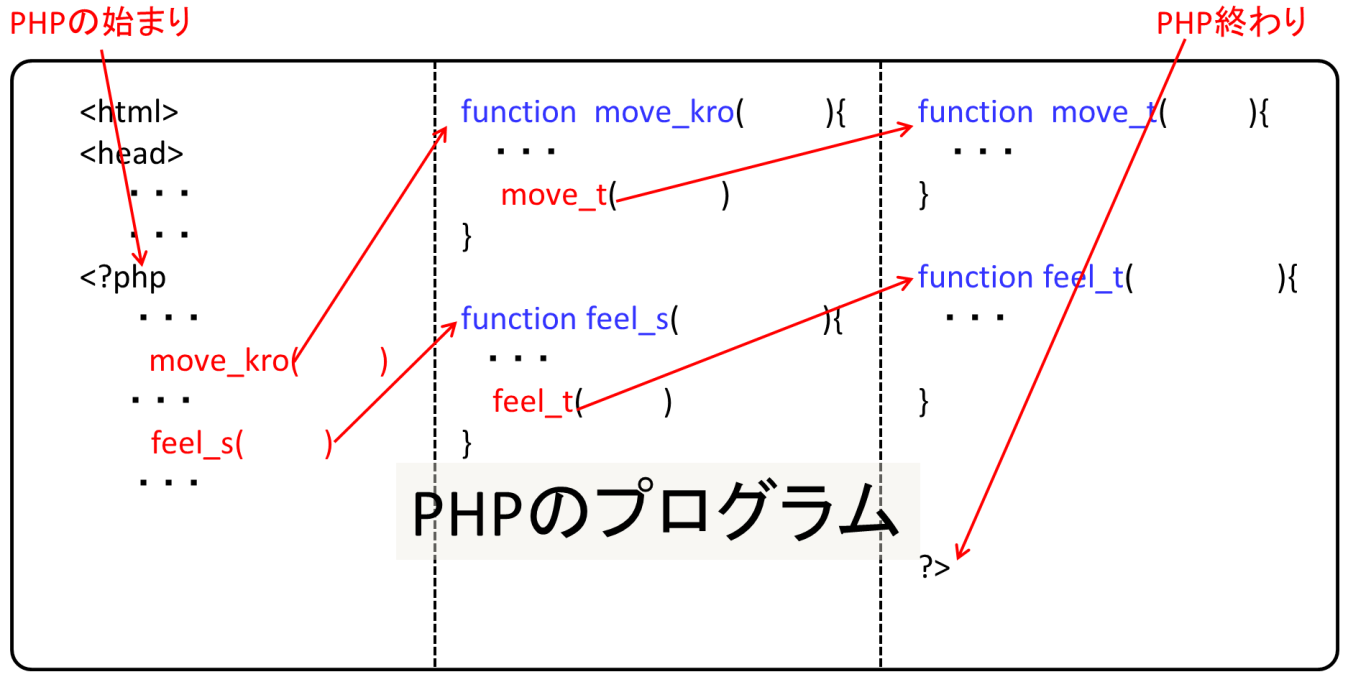 PHPの始まり
PHP終わり
<html>
<head>
・・・
・・・
<?php
・・・
move_kro( )
・・・
feel_s( )
・・・
function move_kro( ){
・・・
move_t( )
}
function feel_s( ){
・・・
feel_t( )
}
function move_t( ){
・・・
}
function feel_t( ){
・・・
}
?>
PHPのプログラム